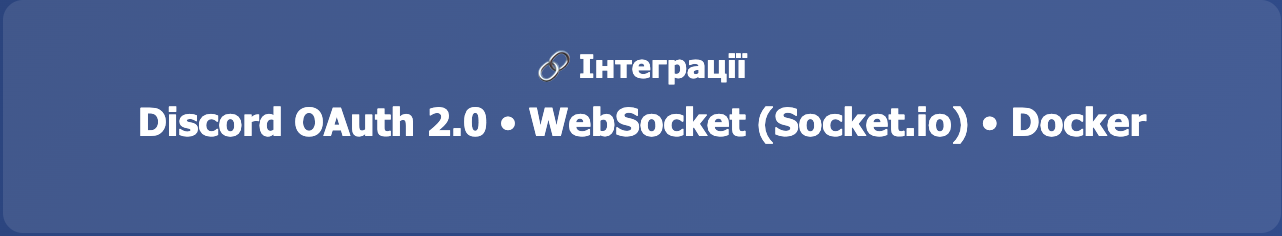 🔗 Інтеграції
Discord OAuth 2.0 • WebSocket (Socket.io) • Docker